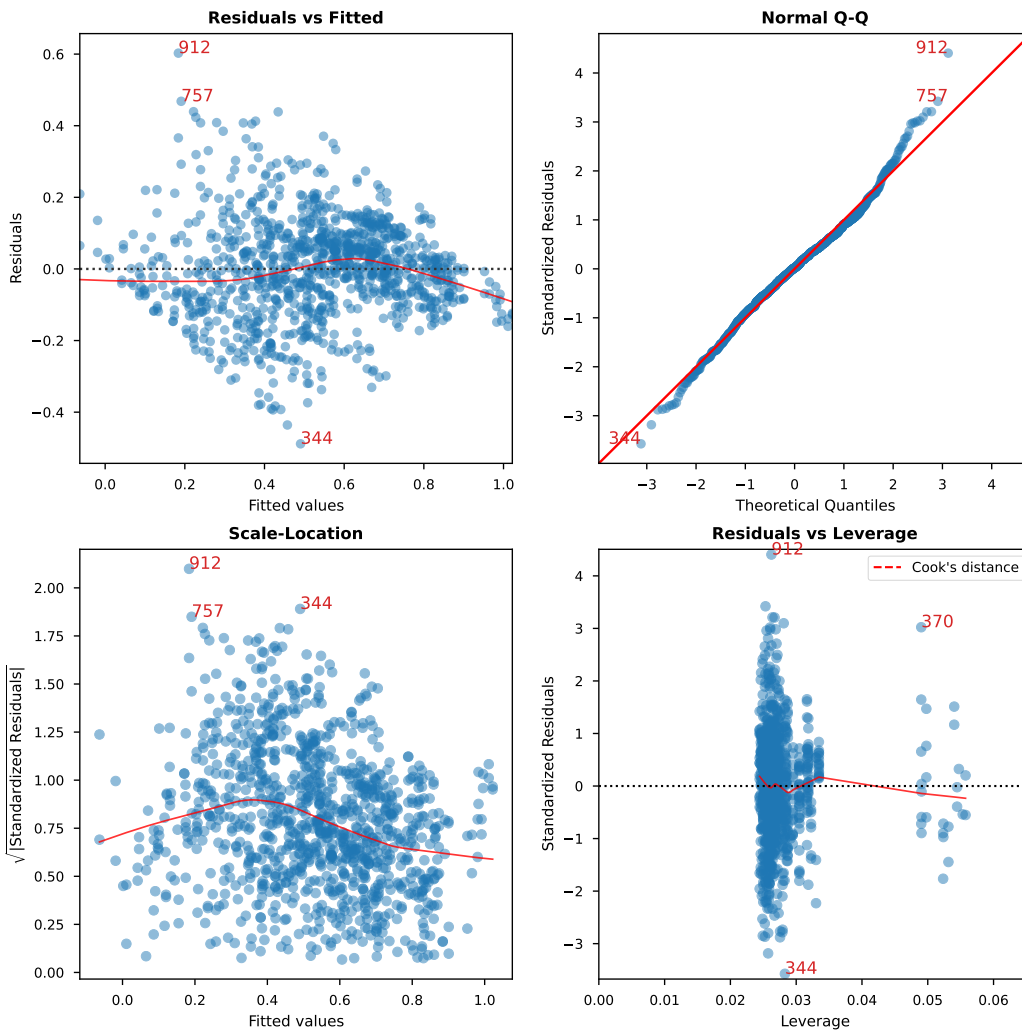 Residuals vs Fitted
912
757
344
Residuals
0.6
0.4
0.2
0.0
−0.2
−0.4
0.0 0.2 0.4 0.6 0.8 1.0
Fitted values
Normal Q-Q
912
757
344
Standardized Residuals
4
3
2
1
0
−1
−2
−3
−3 −2 −1 0 1 2 3 4
Theoretical Quantiles
Scale-Location
912
757
344
√|Standardized Residuals|
2.00
1.75
1.50
1.25
1.00
0.75
0.50
0.25
0.00
0.0 0.2 0.4 0.6 0.8 1.0
Fitted values
Residuals vs Leverage
912
Cook's distance
370
344
Standardized Residuals
4
3
2
1
0
−1
−2
−3
0.00 0.01 0.02 0.03 0.04 0.05 0.06
Leverage